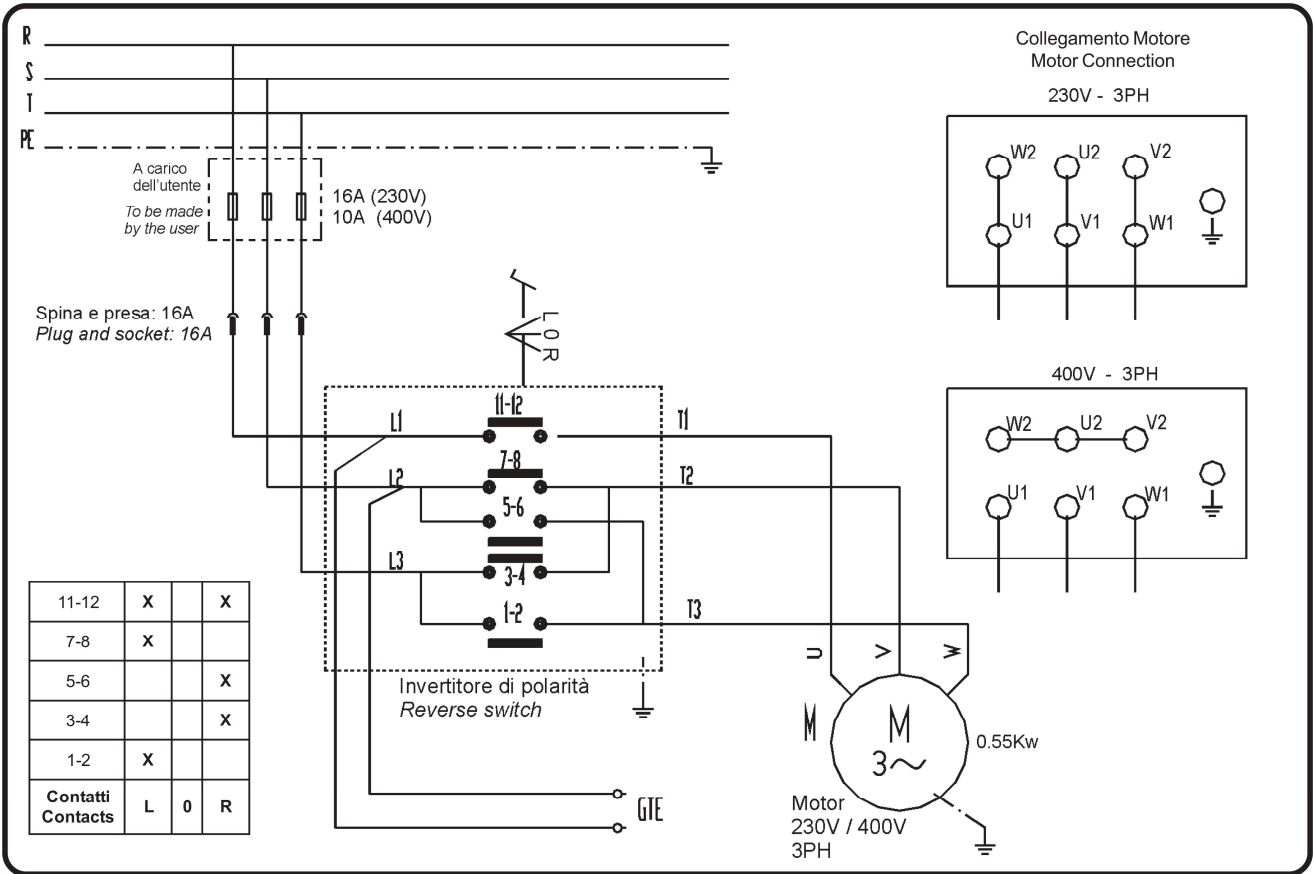 R
S
T
PE
A carico
dell'utente
To be made
by the user
16A (230V)
10A (400V)
Spina e presa: 16A
Plug and socket: 16A
L 0 R
L1
11-12
T1
7-8
L2
T2
5-6
L3
3-4
1-2
T3
Invertitore di polarità
Reverse switch
GTE
U
V
W
M
M
3~
0.55Kw
Motor
230V / 400V
3PH
11-12 X X
7-8 X
5-6 X
3-4 X
1-2 X
Contatti
Contacts L 0 R
Collegamento Motore
Motor Connection
230V - 3PH
W2 U2 V2
U1 V1 W1
400V - 3PH
W2 U2 V2
U1 V1 W1